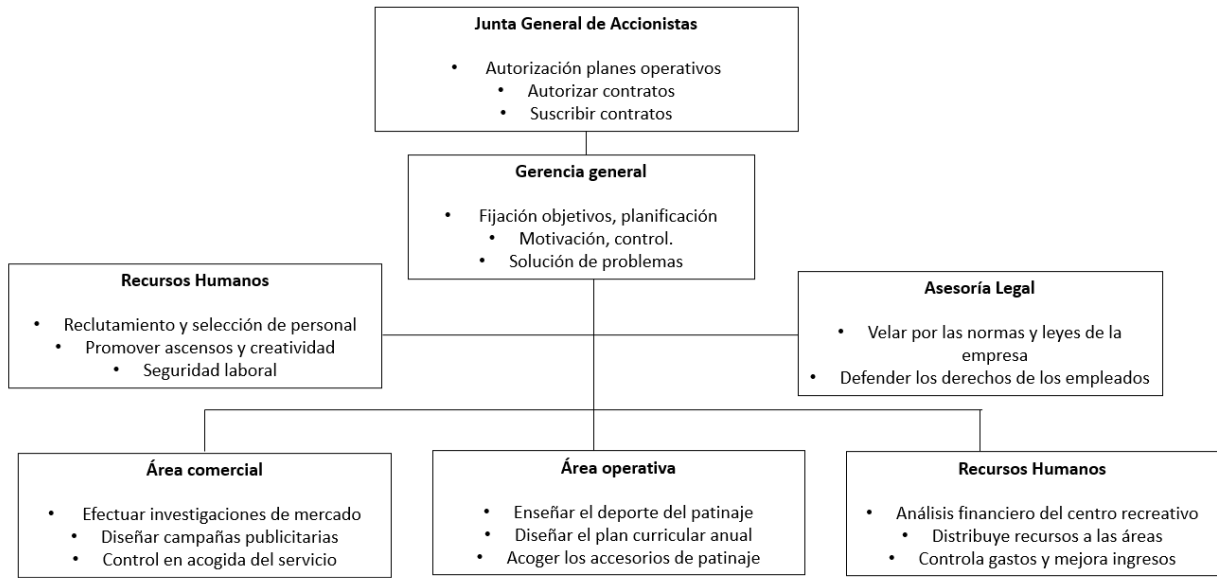 Junta General de Accionistas
• Autorización planes operativos
• Autorizar contratos
• Suscribir contratos
Gerencia general
• Fijación objetivos, planificación
• Motivación, control.
• Solución de problemas
Recursos Humanos
• Reclutamiento y selección de personal
• Promover ascensos y creatividad
• Seguridad laboral
Asesoría Legal
• Velar por las normas y leyes de la
empresa
• Defender los derechos de los empleados
Área comercial
• Efectuar investigaciones de mercado
• Diseñar campañas publicitarias
• Control en acogida del servicio
Área operativa
• Enseñar el deporte del patinaje
• Diseñar el plan curricular anual
• Acoger los accesorios de patinaje
Recursos Humanos
• Análisis financiero del centro recreativo
• Distribuye recursos a las áreas
• Controla gastos y mejora ingresos